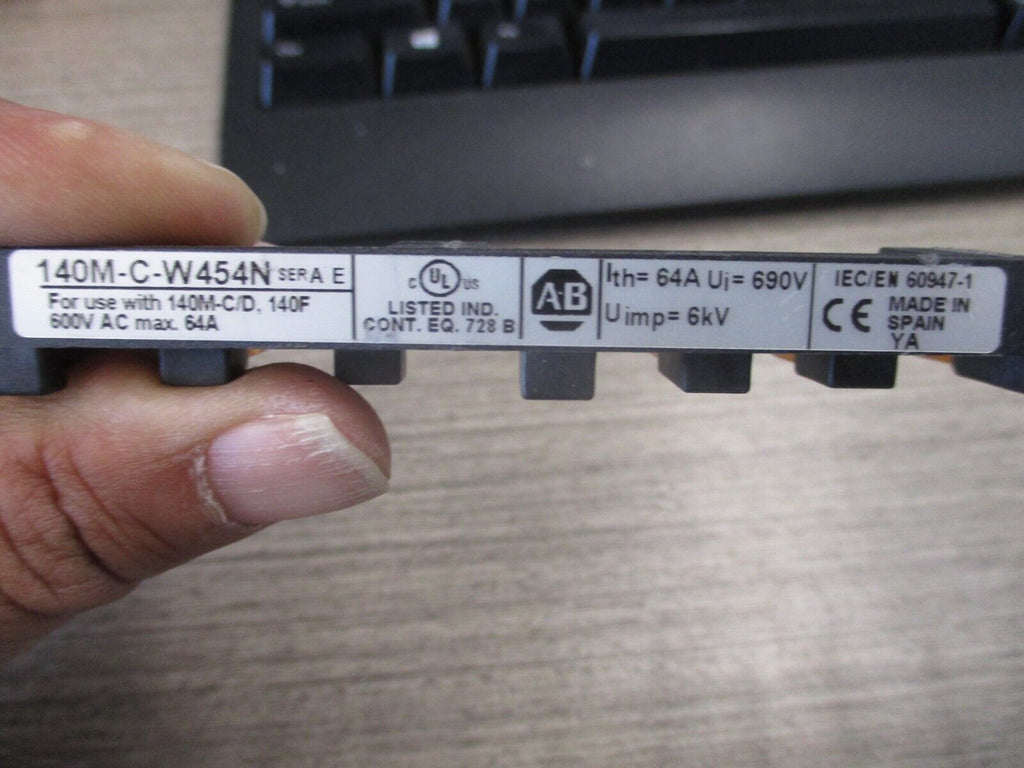 140M-C-W454N SER A E
For use with 140M-C/D, 140F
600V AC max. 64A
c UL us
LISTED IND.
CONT. EQ. 728 B
AB
Ith= 64A Ui= 690V
Uimp= 6kV
IEC/EN 60947-1
CE MADE IN
SPAIN
YA